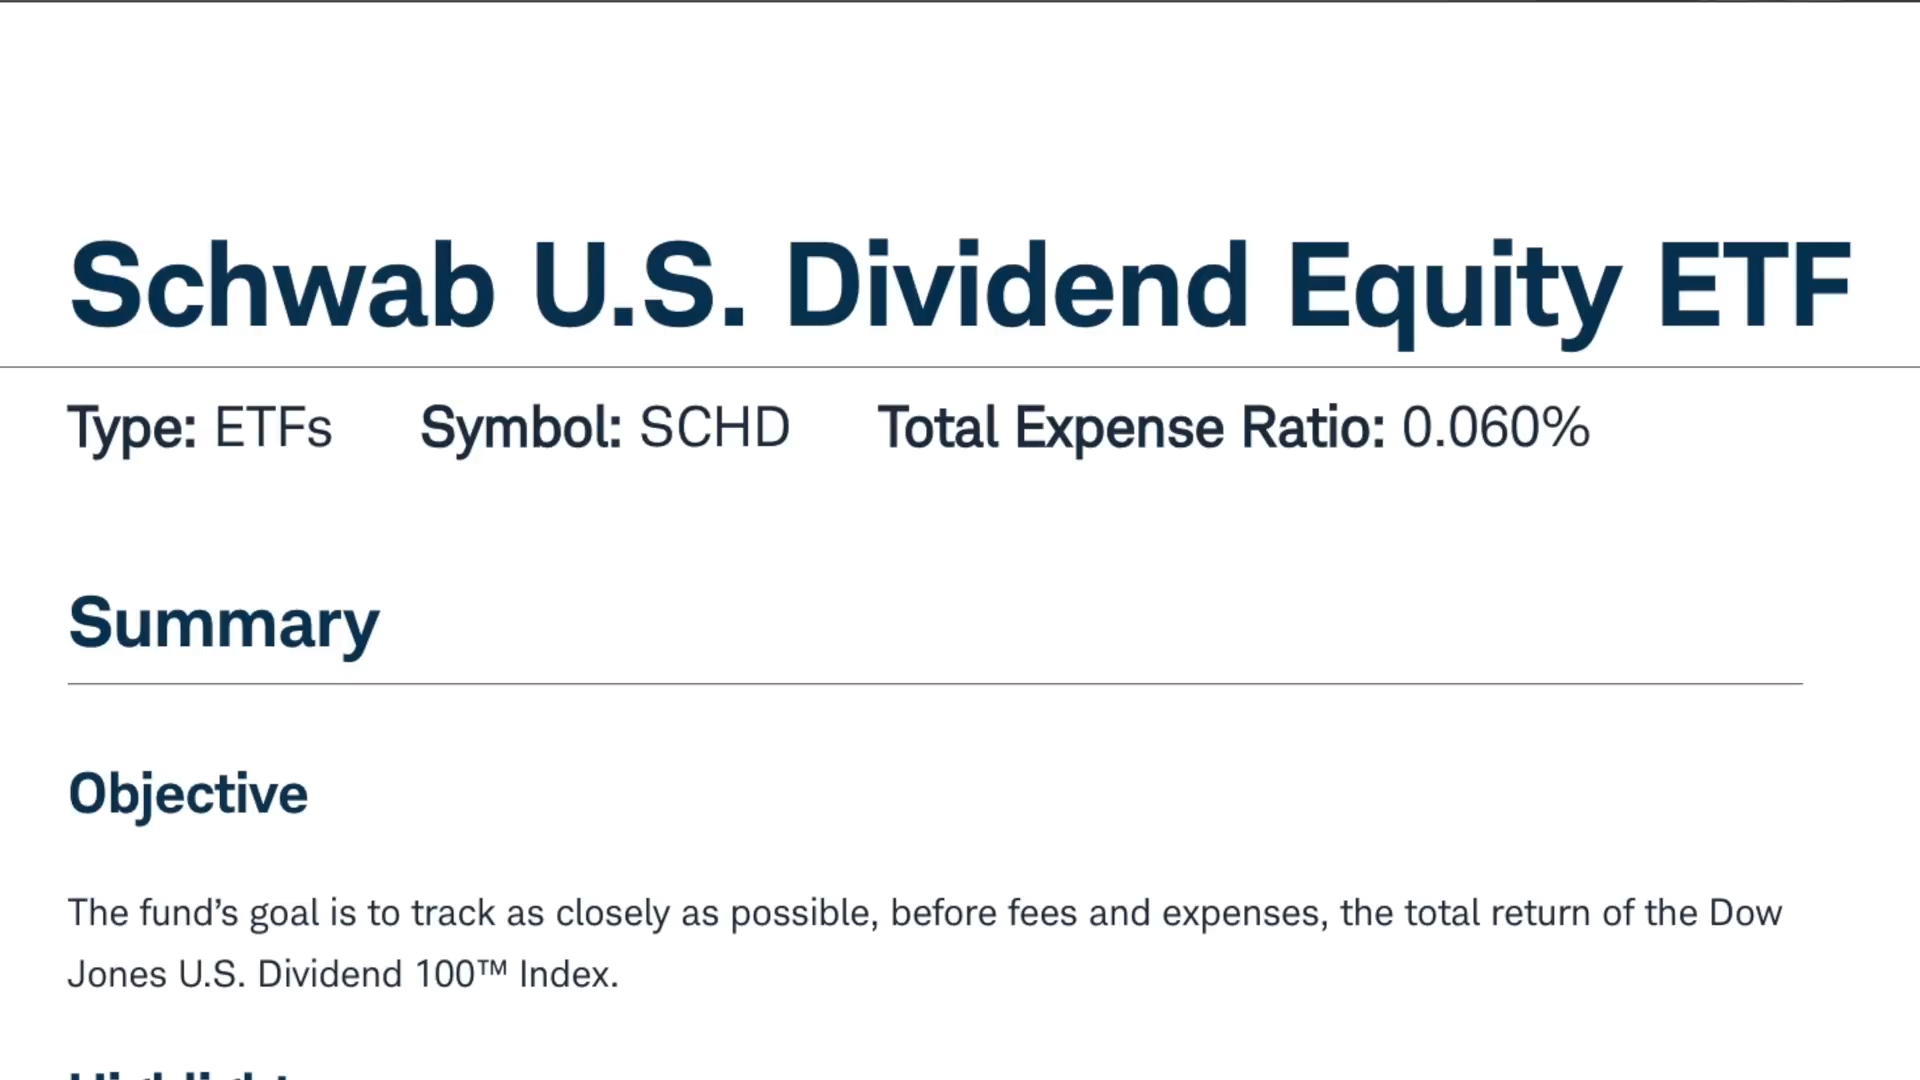 Schwab U.S. Dividend Equity ETF
Type: ETFs Symbol: SCHD Total Expense Ratio: 0.060%
Summary
Objective
The fund’s goal is to track as closely as possible, before fees and expenses, the total return of the Dow
Jones U.S. Dividend 100™ Index.